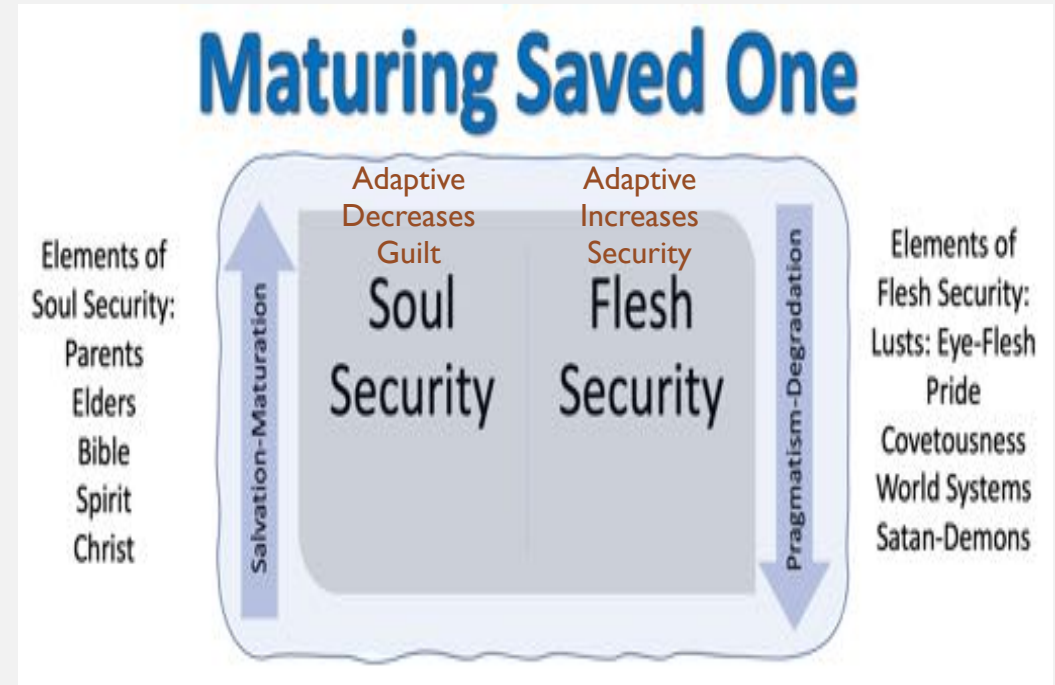 Maturing Saved One
Elements of
Soul Security:
Parents
Elders
Bible
Spirit
Christ
Salvation-Maturation
Adaptive
Decreases
Guilt
Soul
Security
Adaptive
Increases
Security
Flesh
Security
Pragmatism-Degradation
Elements of
Flesh Security:
Lusts: Eye-Flesh
Pride
Covetousness
World Systems
Satan-Demons